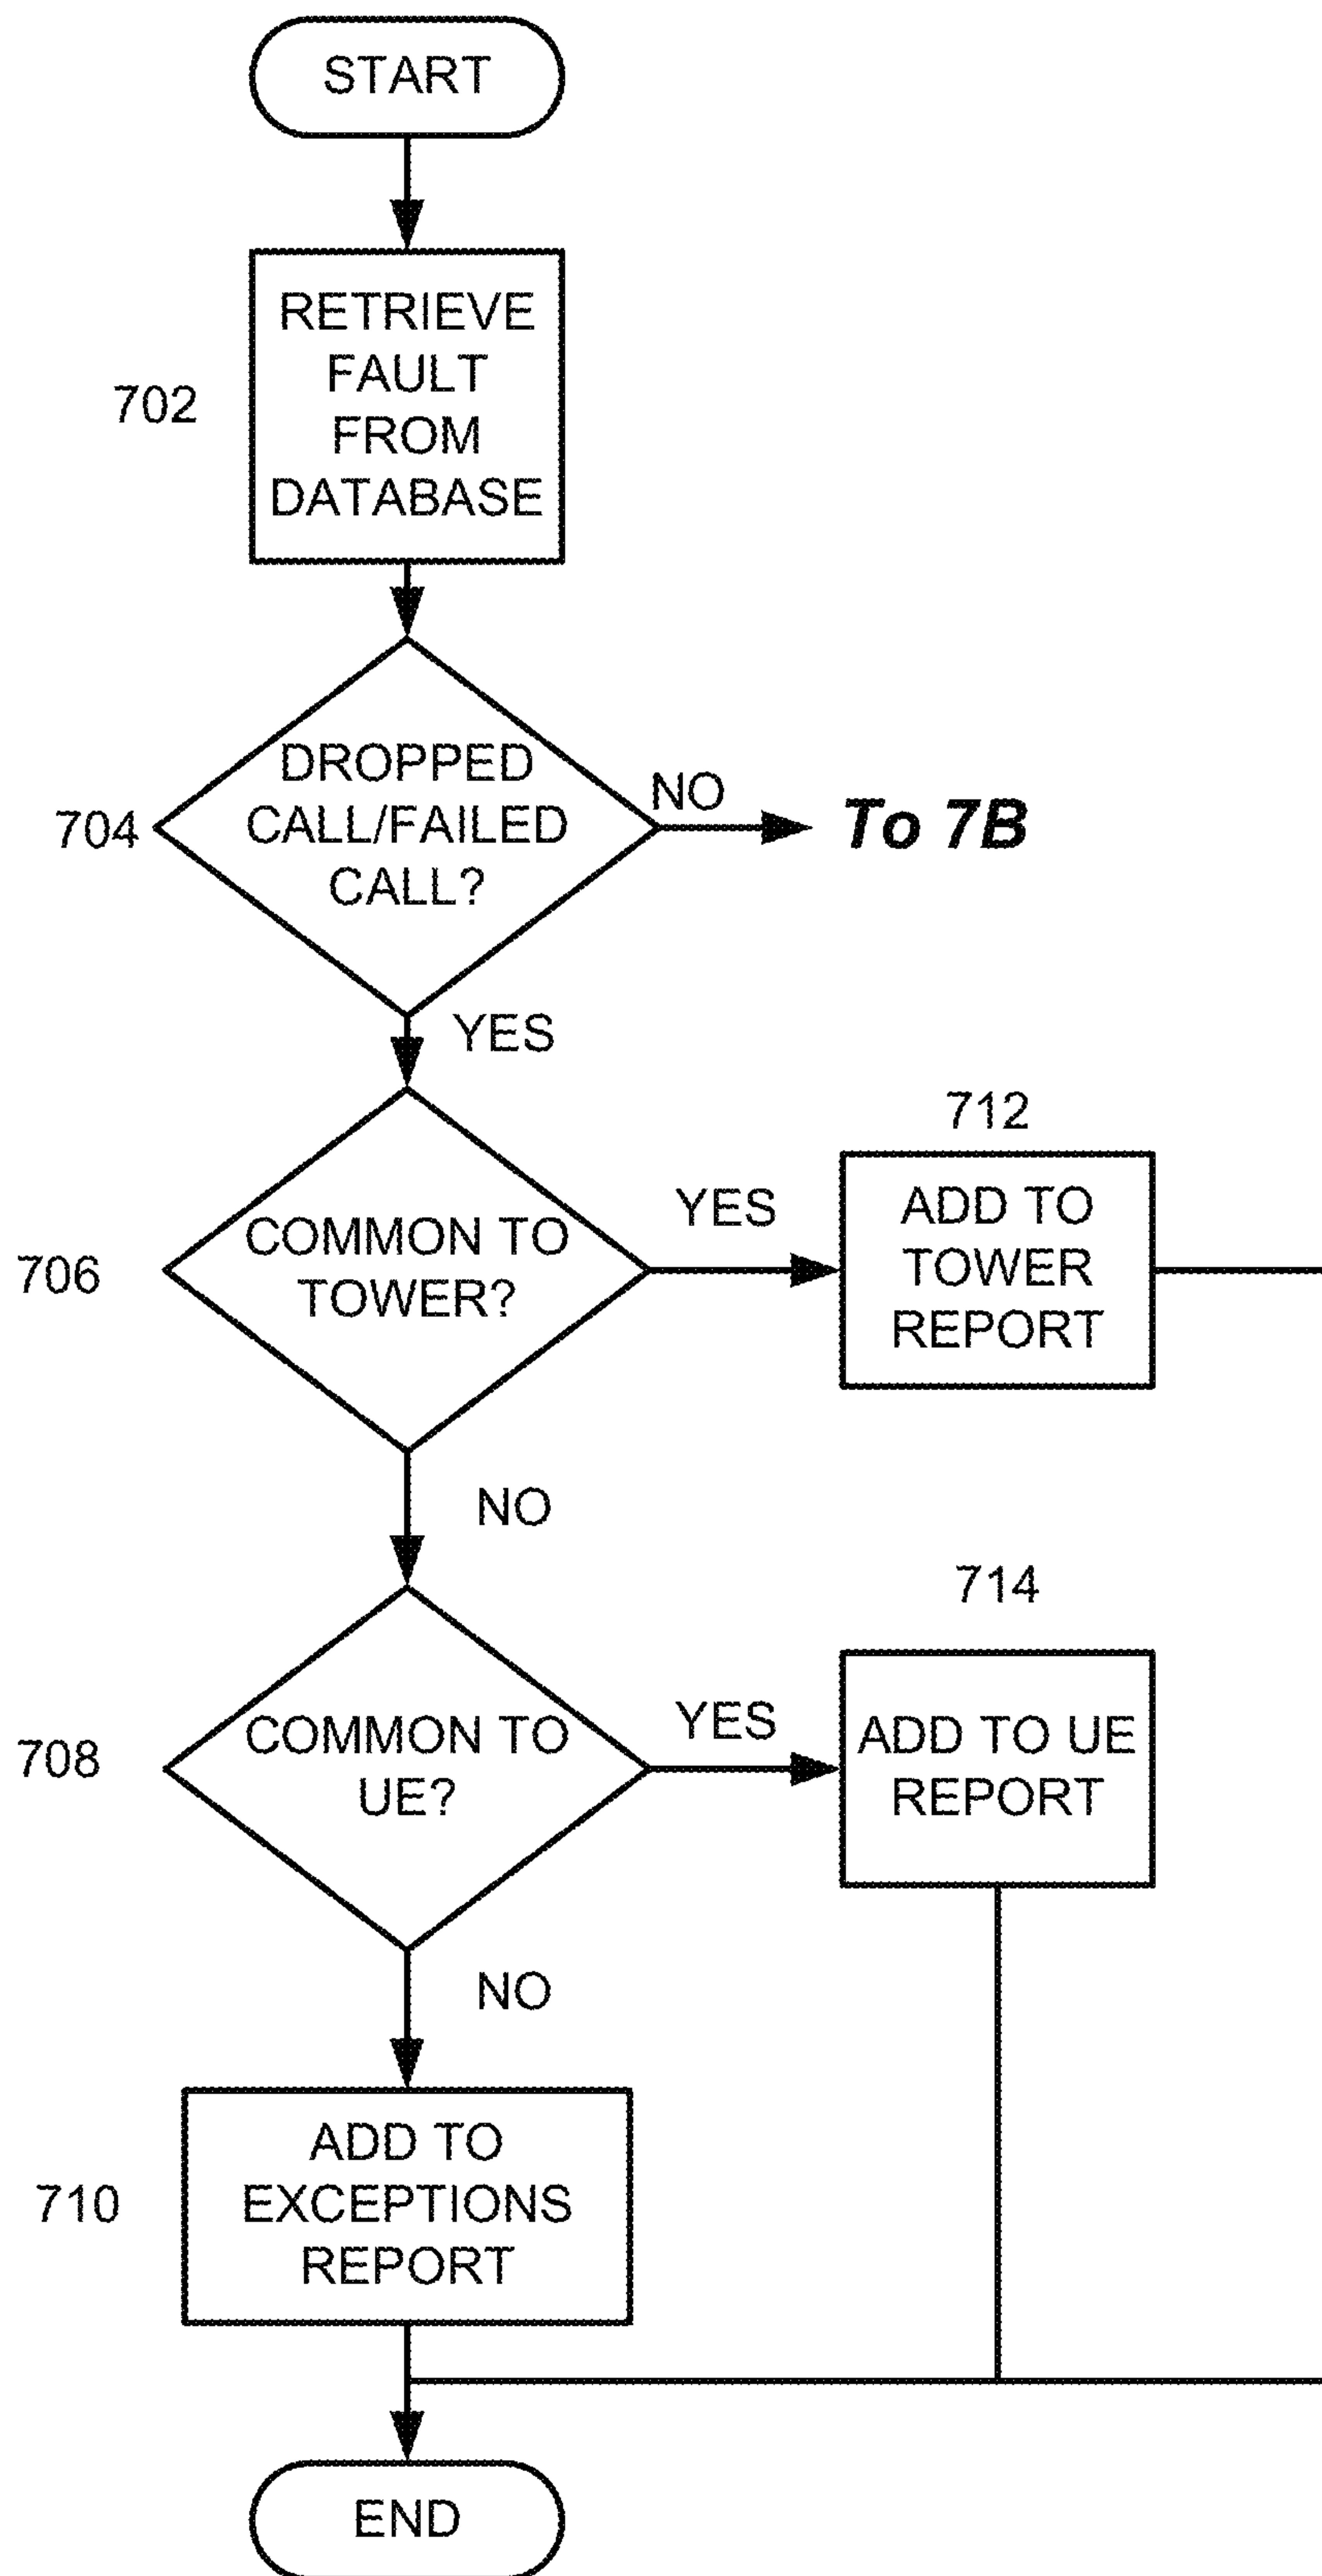 START
RETRIEVE
FAULT
FROM
DATABASE
702
DROPPED
CALL/FAILED
CALL?
704
NO
To 7B
YES
COMMON TO
TOWER?
706
YES
712
ADD TO
TOWER
REPORT
NO
COMMON TO
UE?
708
YES
714
ADD TO UE
REPORT
NO
ADD TO
EXCEPTIONS
REPORT
710
END